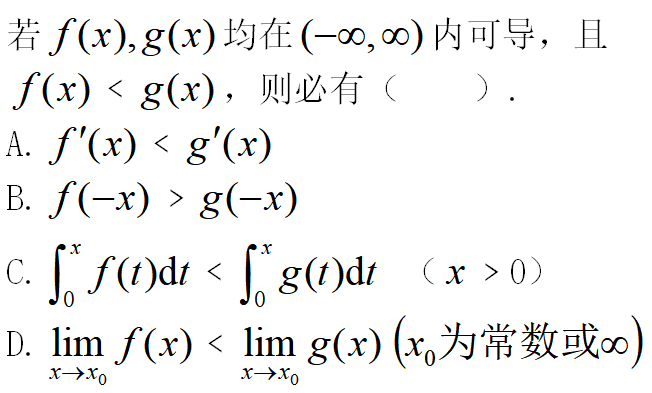 若 f(x), g(x) 均在 (−∞, ∞) 内可导，且
f(x) < g(x)，则必有（　　）.
A. f′(x) < g′(x)
B. f(−x) > g(−x)
C. ∫₀ˣ f(t)dt < ∫₀ˣ g(t)dt （x > 0）
D. lim_{x→x₀} f(x) < lim_{x→x₀} g(x) (x₀为常数或∞)